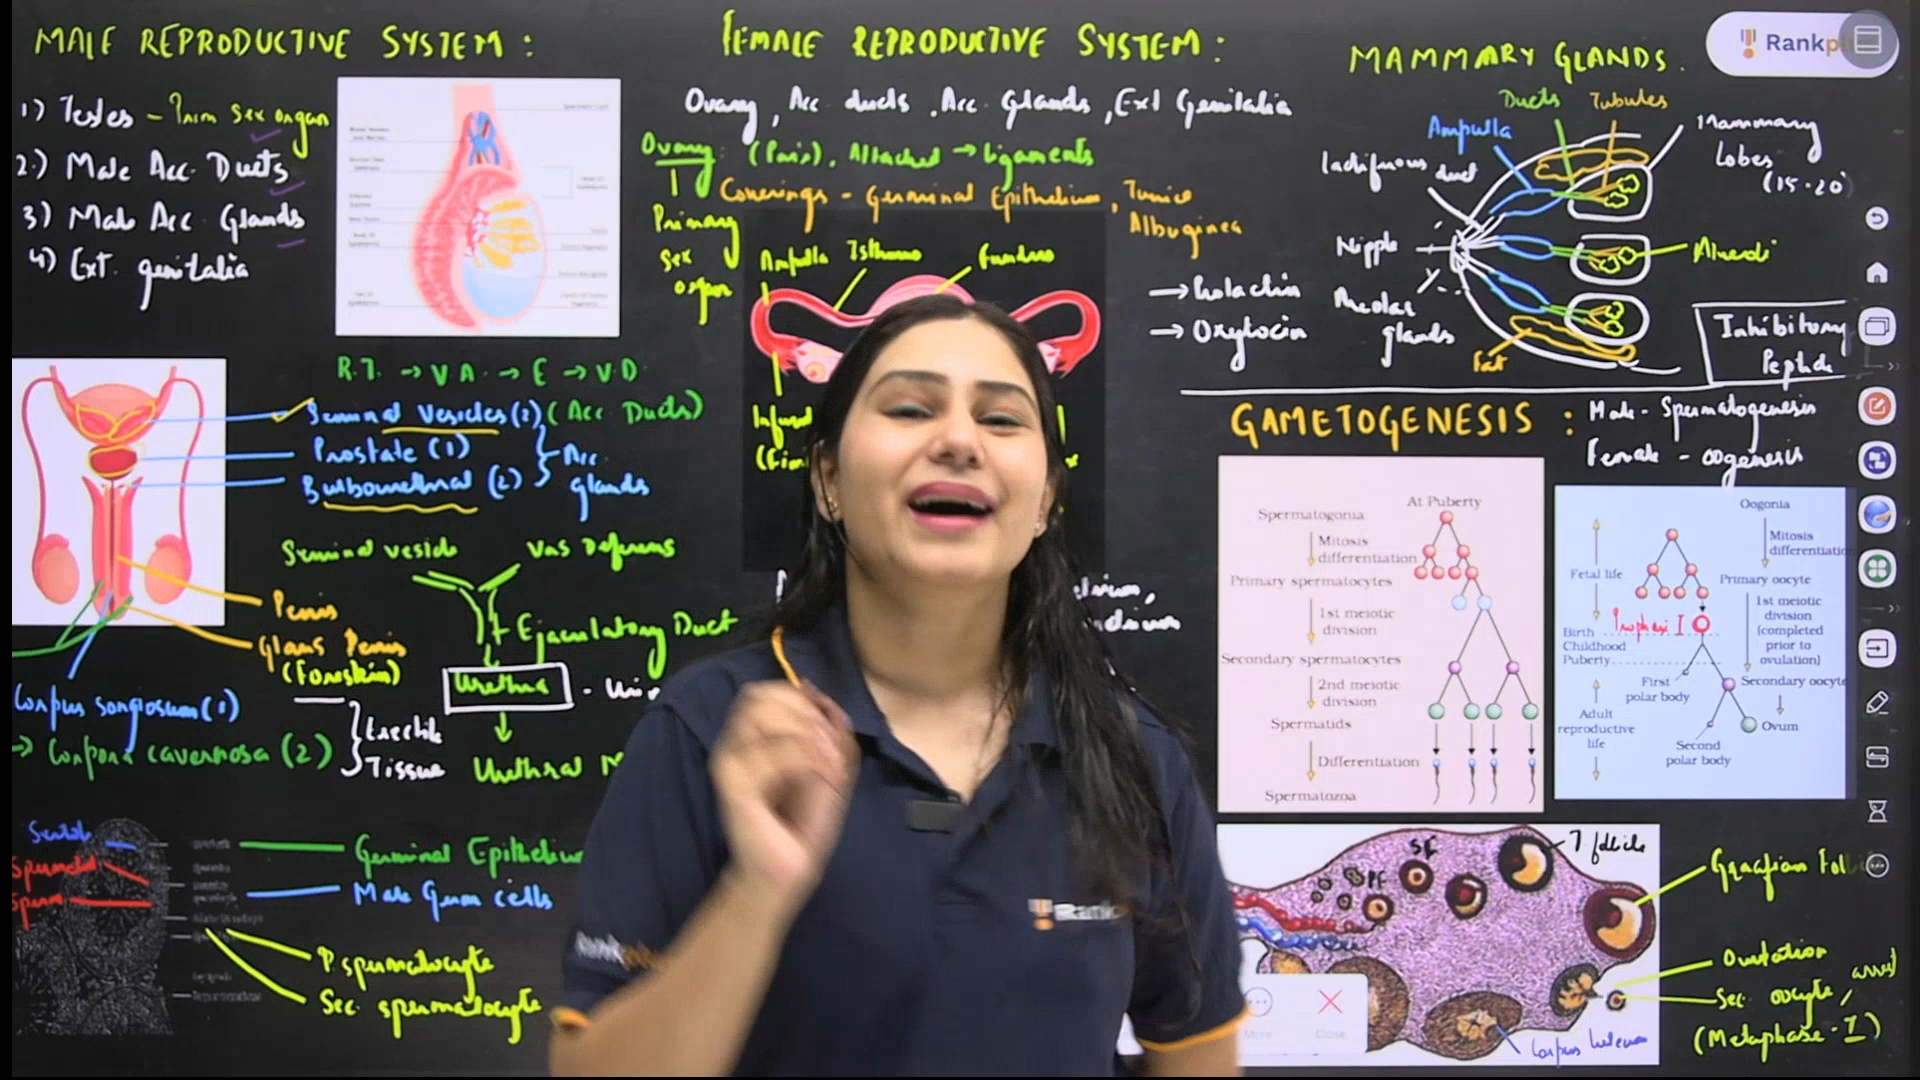 MALE REPRODUCTIVE SYSTEM :
1) Testes - Prim sex organ
2.) Male Acc. Ducts
3) Male Acc Glands
4) Ext. genitalia
R.T. → V A. → E → V D
Seminal Vesicles (2) (Acc Ducts)
Prostate (1)
Bulbourethral (2)
Acc
glands
Seminal vesicle
Vas Deferens
Ejaculatory Duct
Urethra
Urethral
Penis
Glans Penis
(Foreskin)
Corpus songiosum (1)
→ Corpora cavernosa (2)
Erectile
Tissue
Sertoli
Spermatid
Sperm
Germinal Epithelium
Male Germ cells
P. spermatocyte
Sec. spermatocyte
FEMALE REPRODUCTIVE SYSTEM :
Ovary, Acc ducts, Acc. Glands, Ext Genitalia
Ovary : (Pair), Attached → ligaments
Coverings - Germinal Epithelium, Tunica
Albuginea
Primary
sex
organ
Ampulla Isthmus
Fundus
MAMMARY GLANDS.
Ducts Tubules
Ampulla
Mammary
lobes
(15-20)
lactiferous duct
Nipple
Alveoli
Areolar
glands
Fat
→ Prolactin
→ Oxytocin
Inhibitory
Peptide
GAMETOGENESIS :
Male - Spermatogenesis
Female - oogenesis
At Puberty
Spermatogonia
Mitosis
differentiation
Primary spermatocytes
1st meiotic
division
Secondary spermatocytes
2nd meiotic
division
Spermatids
Differentiation
Spermatozoa
Oogonia
Mitosis
differentiation
Fetal life
Primary oocyte
1st meiotic
division
(completed
prior to
ovulation)
Prophase I
Birth
Childhood
Puberty
First
polar body
Secondary oocyte
Adult
reproductive
life
Ovum
Second
polar body
SF
PF
T follicle
Graafian Fol
Ovulation
Sec. oocyte, arrest
(Metaphase - I)
Corpus luteum
More
Close
Rank